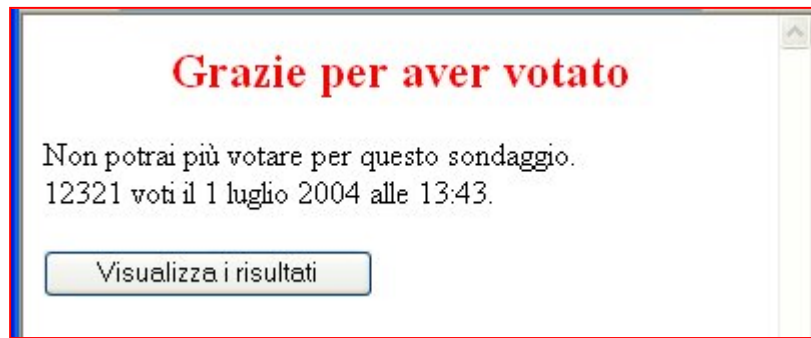 Grazie per aver votato
Non potrai più votare per questo sondaggio.
12321 voti il 1 luglio 2004 alle 13:43.
Visualizza i risultati